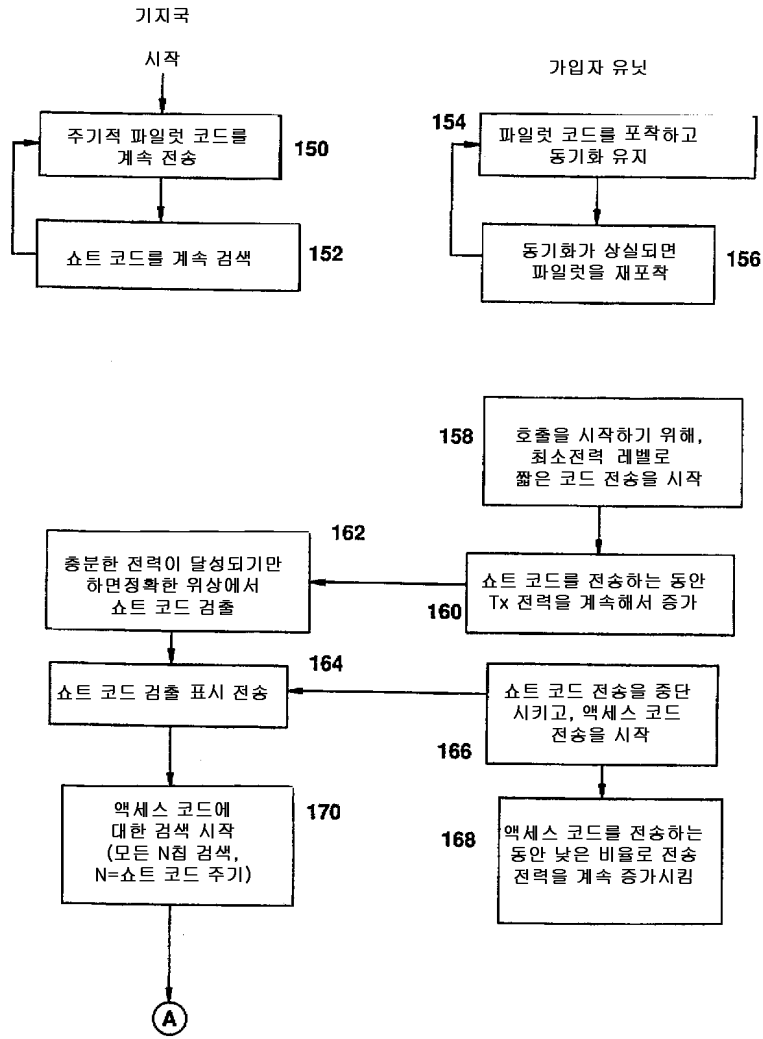 기지국
시작
주기적 파일럿 코드를
계속 전송
150
쇼트 코드를 계속 검색
152
가입자 유닛
154
파일럿 코드를 포착하고
동기화 유지
동기화가 상실되면
파일럿을 재포착
156
158
호출을 시작하기 위해,
최소전력 레벨로
짧은 코드 전송을 시작
162
충분한 전력이 달성되기만
하면정확한 위상에서
쇼트 코드 검출
쇼트 코드를 전송하는 동안
Tx 전력을 계속해서 증가
160
164
쇼트 코드 검출 표시 전송
쇼트 코드 전송을 중단
시키고, 액세스 코드
전송을 시작
166
170
액세스 코드에
대한 검색 시작
(모든 N칩 검색,
N=쇼트 코드 주기)
168
액세스 코드를 전송하는
동안 낮은 비율로 전송
전력을 계속 증가시킴
A